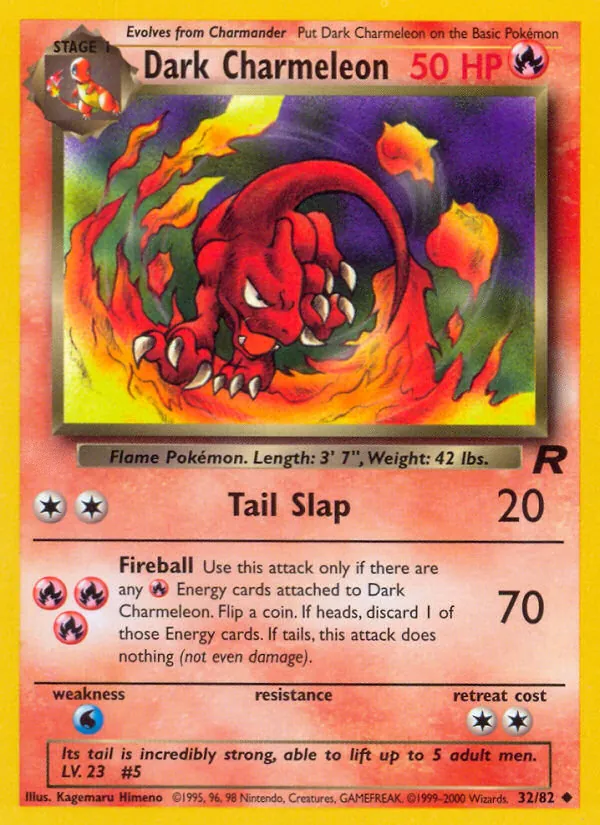 Evolves from Charmander Put Dark Charmeleon on the Basic Pokémon
STAGE 1
Dark Charmeleon 50 HP
Flame Pokémon. Length: 3' 7", Weight: 42 lbs.
R
Tail Slap 20
Fireball Use this attack only if there are
any Energy cards attached to Dark
Charmeleon. Flip a coin. If heads, discard 1 of
those Energy cards. If tails, this attack does
nothing (not even damage).
70
weakness resistance retreat cost
Its tail is incredibly strong, able to lift up to 5 adult men.
LV. 23 #5
Illus. Kagemaru Himeno ©1995, 96, 98 Nintendo, Creatures, GAMEFREAK. ©1999-2000 Wizards. 32/82